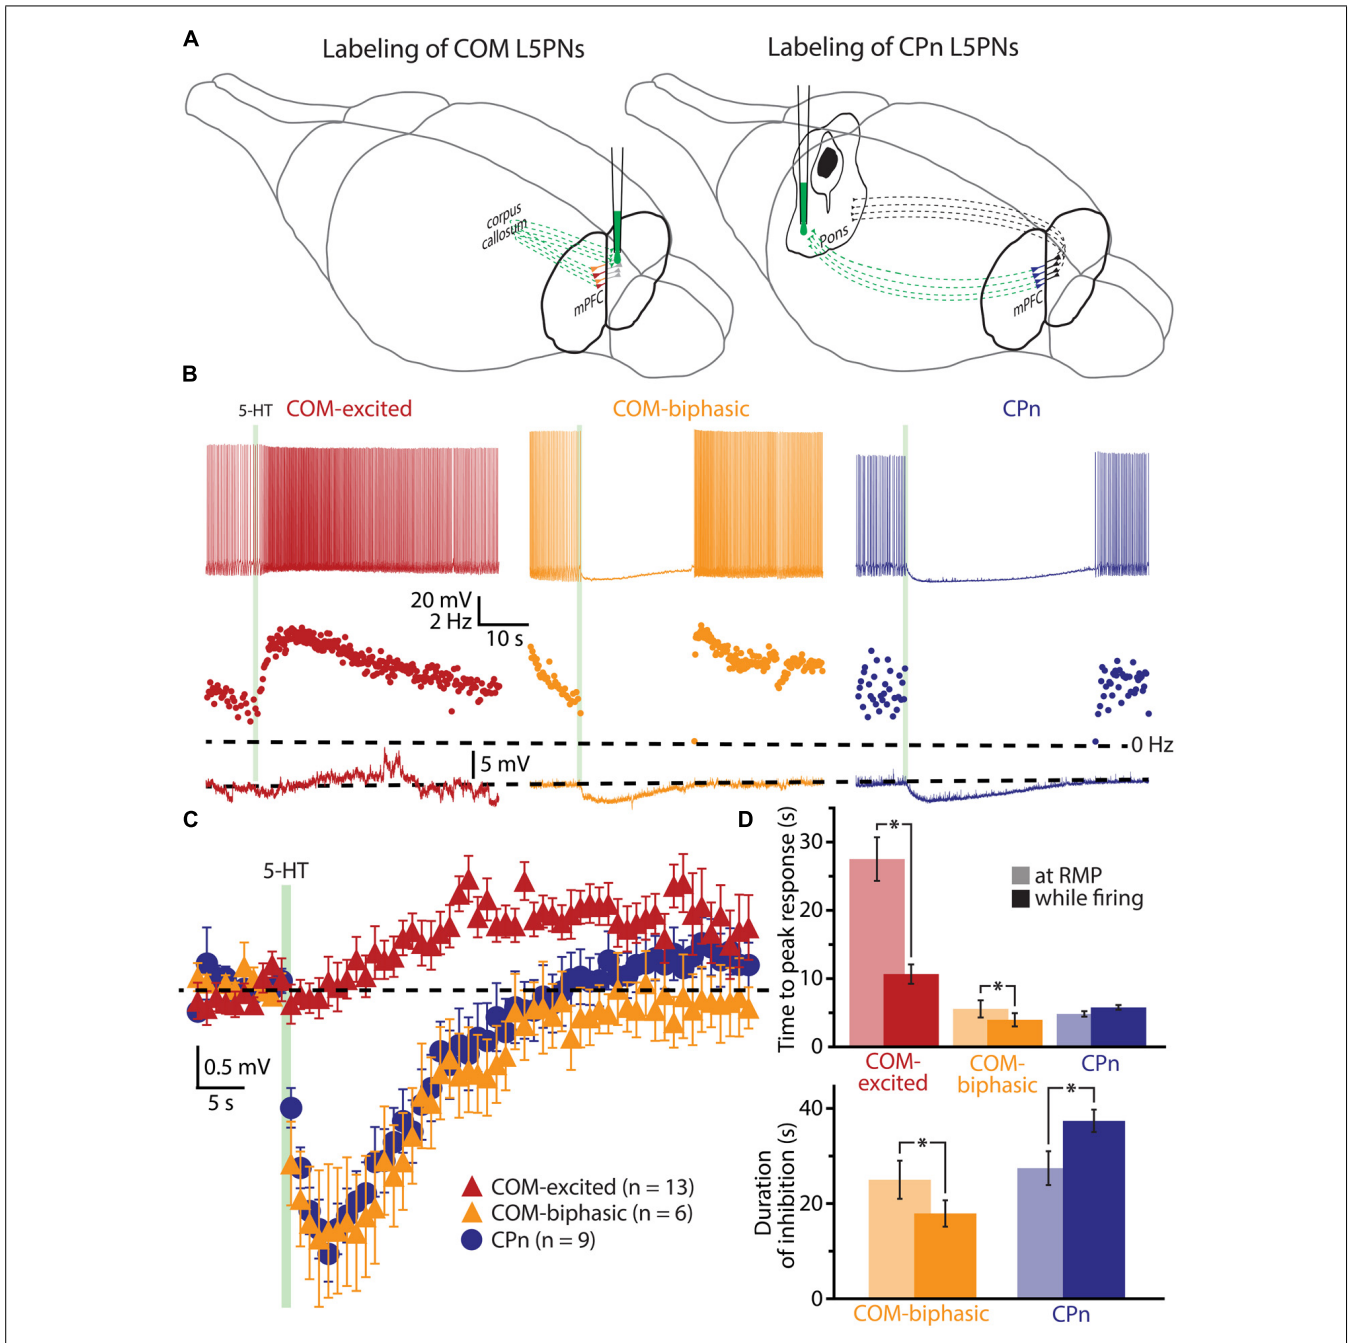 A
Labeling of COM L5PNs
Labeling of CPn L5PNs
corpus
callosum
mPFC
Pons
mPFC
B
5-HT
COM-excited
COM-biphasic
CPn
20 mV
2 Hz
10 s
0 Hz
5 mV
C
5-HT
0.5 mV
5 s
COM-excited (n = 13)
COM-biphasic (n = 6)
CPn (n = 9)
D
Time to peak response (s)
30
20
10
0
*
*
at RMP
while firing
COM-
excited
COM-
biphasic
CPn
Duration
of inhibition (s)
40
20
0
*
*
COM-biphasic
CPn